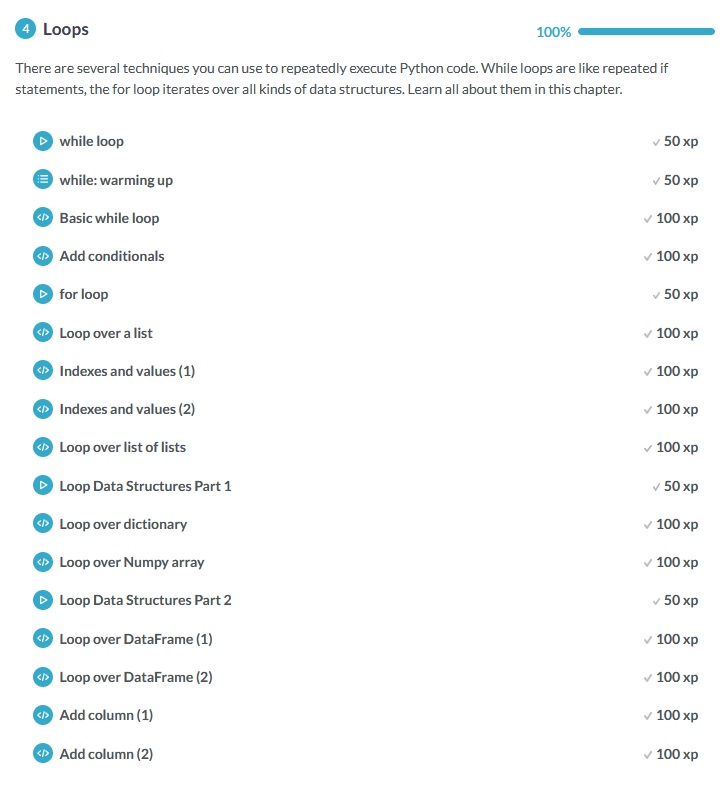 4 Loops 100%
There are several techniques you can use to repeatedly execute Python code. While loops are like repeated if
statements, the for loop iterates over all kinds of data structures. Learn all about them in this chapter.
while loop 50 xp
while: warming up 50 xp
Basic while loop 100 xp
Add conditionals 100 xp
for loop 50 xp
Loop over a list 100 xp
Indexes and values (1) 100 xp
Indexes and values (2) 100 xp
Loop over list of lists 100 xp
Loop Data Structures Part 1 50 xp
Loop over dictionary 100 xp
Loop over Numpy array 100 xp
Loop Data Structures Part 2 50 xp
Loop over DataFrame (1) 100 xp
Loop over DataFrame (2) 100 xp
Add column (1) 100 xp
Add column (2) 100 xp